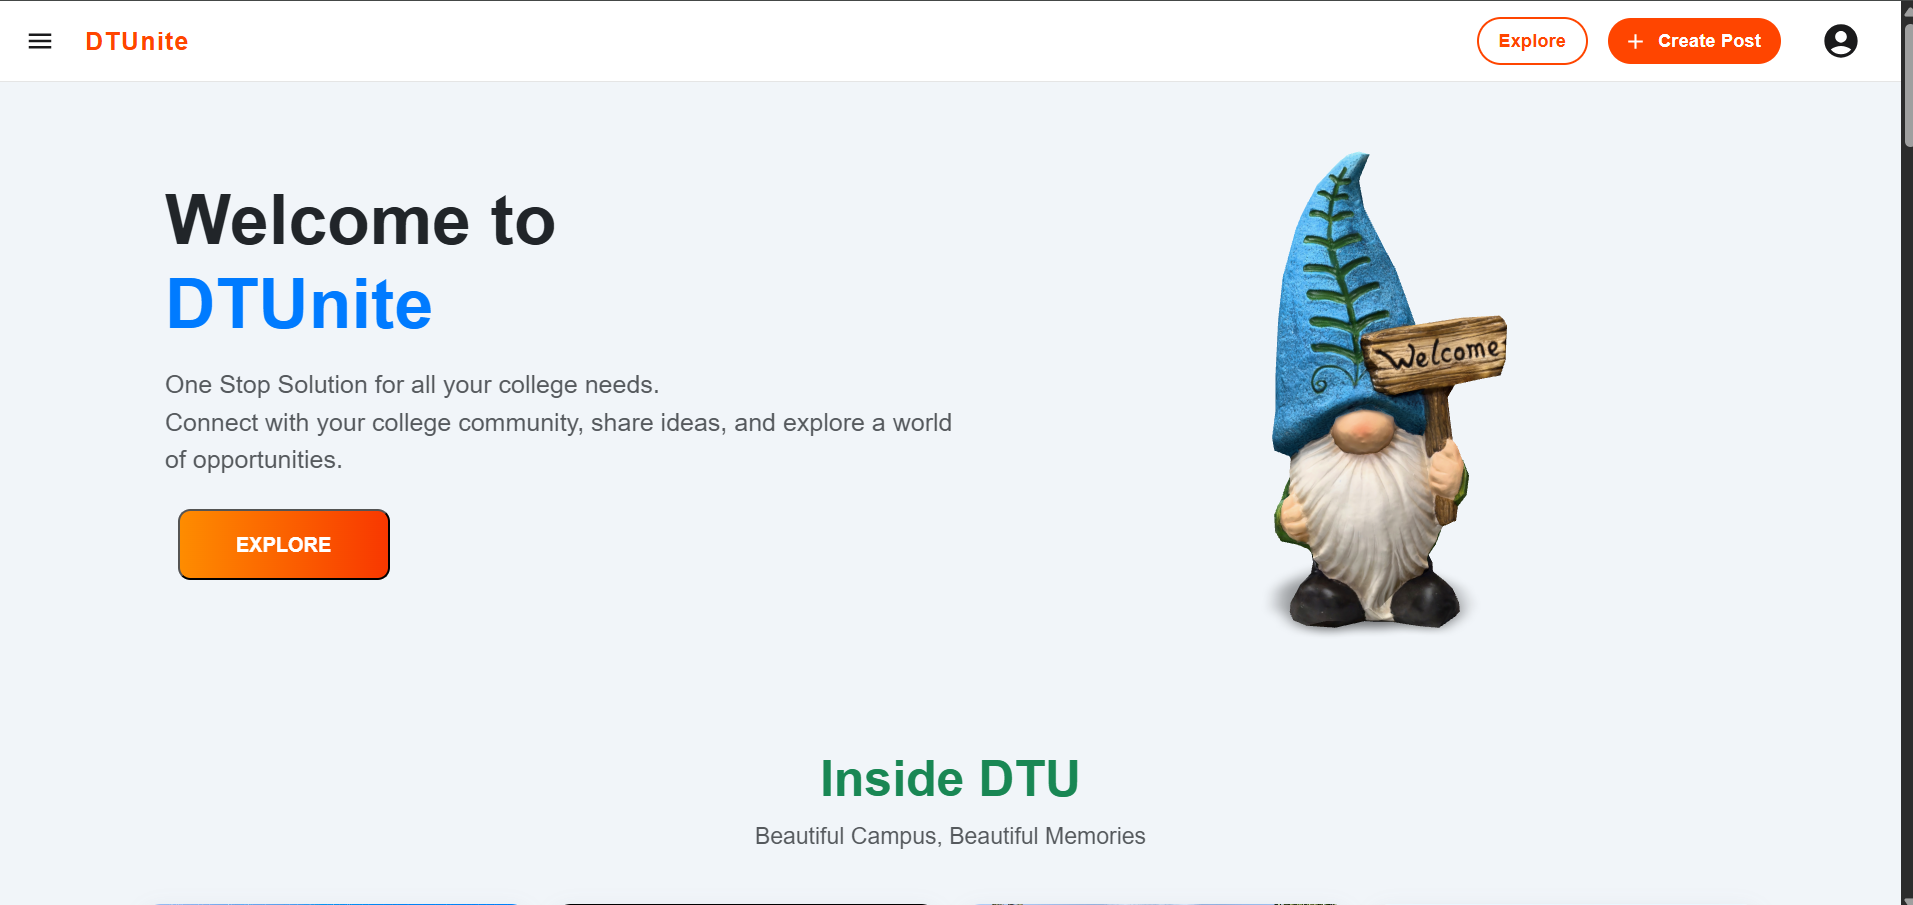 DTUnite
Explore
+ Create Post
Welcome to
DTUnite
One Stop Solution for all your college needs.
Connect with your college community, share ideas, and explore a world
of opportunities.
EXPLORE
Welcome
Inside DTU
Beautiful Campus, Beautiful Memories